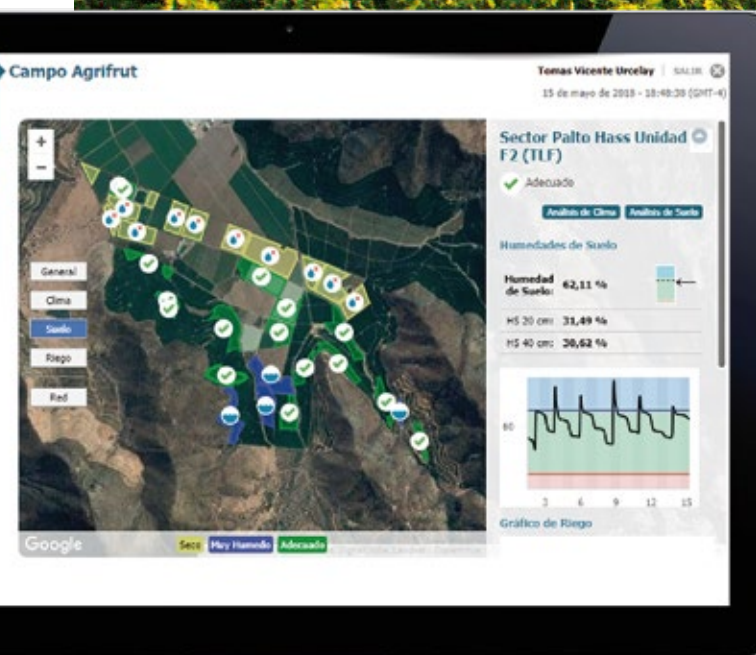 Campo Agrifrut
Tomas Vicente Urcelay SALIR
15 de mayo de 2018 - 18:48:38 (GMT-4)
+
-
General
Clima
Suelo
Riego
Red
Google
Seco Muy Humedo Adecuado
Sector Palto Hass Unidad
F2 (TLF)
Adecuado
Análisis de Clima Análisis de Suelo
Humedades de Suelo
Humedad
de Suelo: 62,11 %
HS 20 cm: 31,49 %
HS 40 cm: 30,62 %
60
3 6 9 12 15
Gráfico de Riego